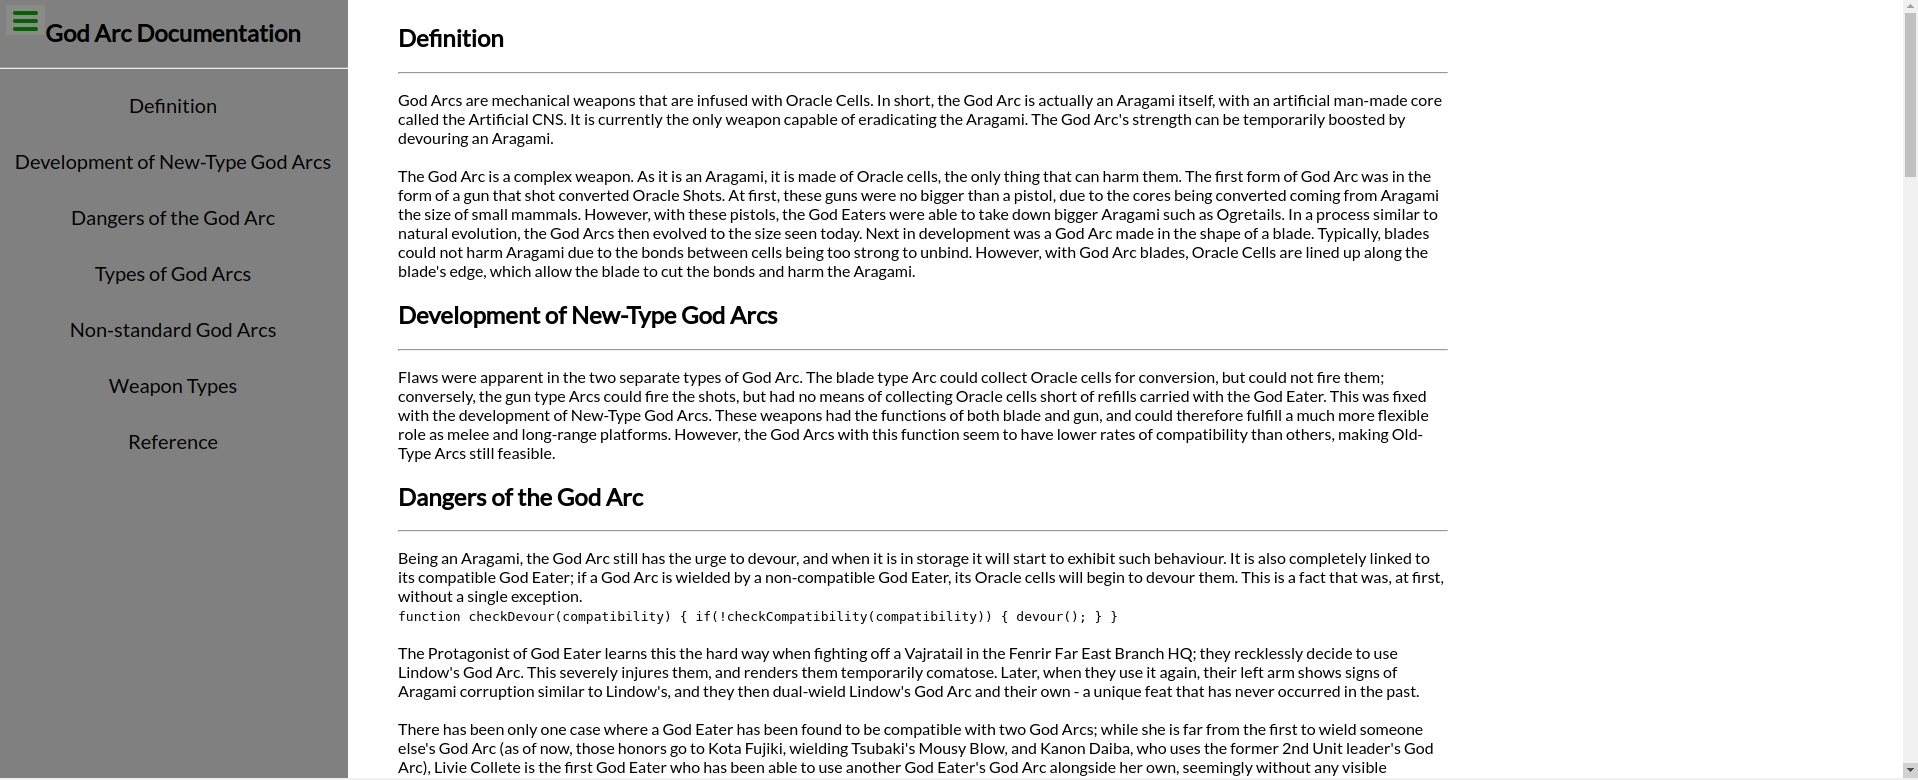 God Arc Documentation
Definition
Development of New-Type God Arcs
Dangers of the God Arc
Types of God Arcs
Non-standard God Arcs
Weapon Types
Reference
Definition
God Arcs are mechanical weapons that are infused with Oracle Cells. In short, the God Arc is actually an Aragami itself, with an artificial man-made core
called the Artificial CNS. It is currently the only weapon capable of eradicating the Aragami. The God Arc's strength can be temporarily boosted by
devouring an Aragami.
The God Arc is a complex weapon. As it is an Aragami, it is made of Oracle cells, the only thing that can harm them. The first form of God Arc was in the
form of a gun that shot converted Oracle Shots. At first, these guns were no bigger than a pistol, due to the cores being converted coming from Aragami
the size of small mammals. However, with these pistols, the God Eaters were able to take down bigger Aragami such as Ogretails. In a process similar to
natural evolution, the God Arcs then evolved to the size seen today. Next in development was a God Arc made in the shape of a blade. Typically, blades
could not harm Aragami due to the bonds between cells being too strong to unbind. However, with God Arc blades, Oracle Cells are lined up along the
blade's edge, which allow the blade to cut the bonds and harm the Aragami.
Development of New-Type God Arcs
Flaws were apparent in the two separate types of God Arc. The blade type Arc could collect Oracle cells for conversion, but could not fire them;
conversely, the gun type Arcs could fire the shots, but had no means of collecting Oracle cells short of refills carried with the God Eater. This was fixed
with the development of New-Type God Arcs. These weapons had the functions of both blade and gun, and could therefore fulfill a much more flexible
role as melee and long-range platforms. However, the God Arcs with this function seem to have lower rates of compatibility than others, making Old-
Type Arcs still feasible.
Dangers of the God Arc
Being an Aragami, the God Arc still has the urge to devour, and when it is in storage it will start to exhibit such behaviour. It is also completely linked to
its compatible God Eater; if a God Arc is wielded by a non-compatible God Eater, its Oracle cells will begin to devour them. This is a fact that was, at first,
without a single exception.
function checkDevour(compatibility) { if(!checkCompatibility(compatibility)) { devour(); } }
The Protagonist of God Eater learns this the hard way when fighting off a Vajratail in the Fenrir Far East Branch HQ; they recklessly decide to use
Lindow's God Arc. This severely injures them, and renders them temporarily comatose. Later, when they use it again, their left arm shows signs of
Aragami corruption similar to Lindow's, and they then dual-wield Lindow's God Arc and their own - a unique feat that has never occurred in the past.
There has been only one case where a God Eater has been found to be compatible with two God Arcs; while she is far from the first to wield someone
else's God Arc (as of now, those honors go to Kota Fujiki, wielding Tsubaki's Mousy Blow, and Kanon Daiba, who uses the former 2nd Unit leader's God
Arc), Livie Collete is the first God Eater who has been able to use another God Eater's God Arc alongside her own, seemingly without any visible